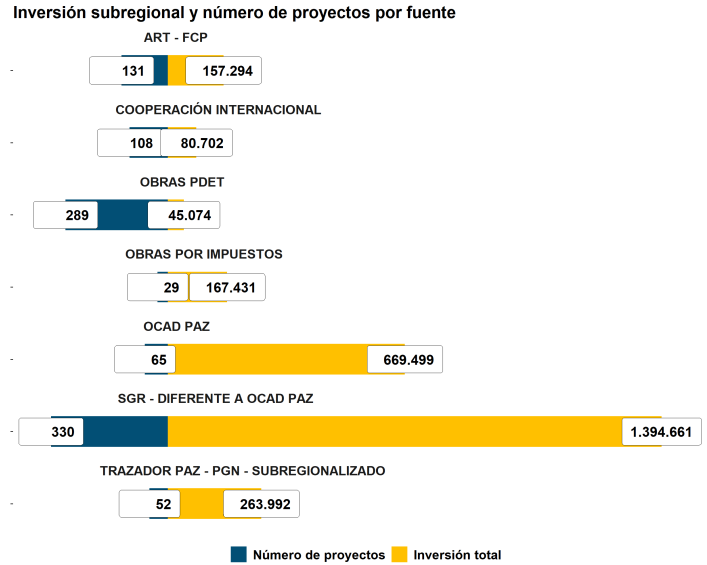 Inversión subregional y número de proyectos por fuente
ART - FCP
131 157.294
COOPERACIÓN INTERNACIONAL
108 80.702
OBRAS PDET
289 45.074
OBRAS POR IMPUESTOS
29 167.431
OCAD PAZ
65 669.499
SGR - DIFERENTE A OCAD PAZ
330 1.394.661
TRAZADOR PAZ - PGN - SUBREGIONALIZADO
52 263.992
Número de proyectos Inversión total